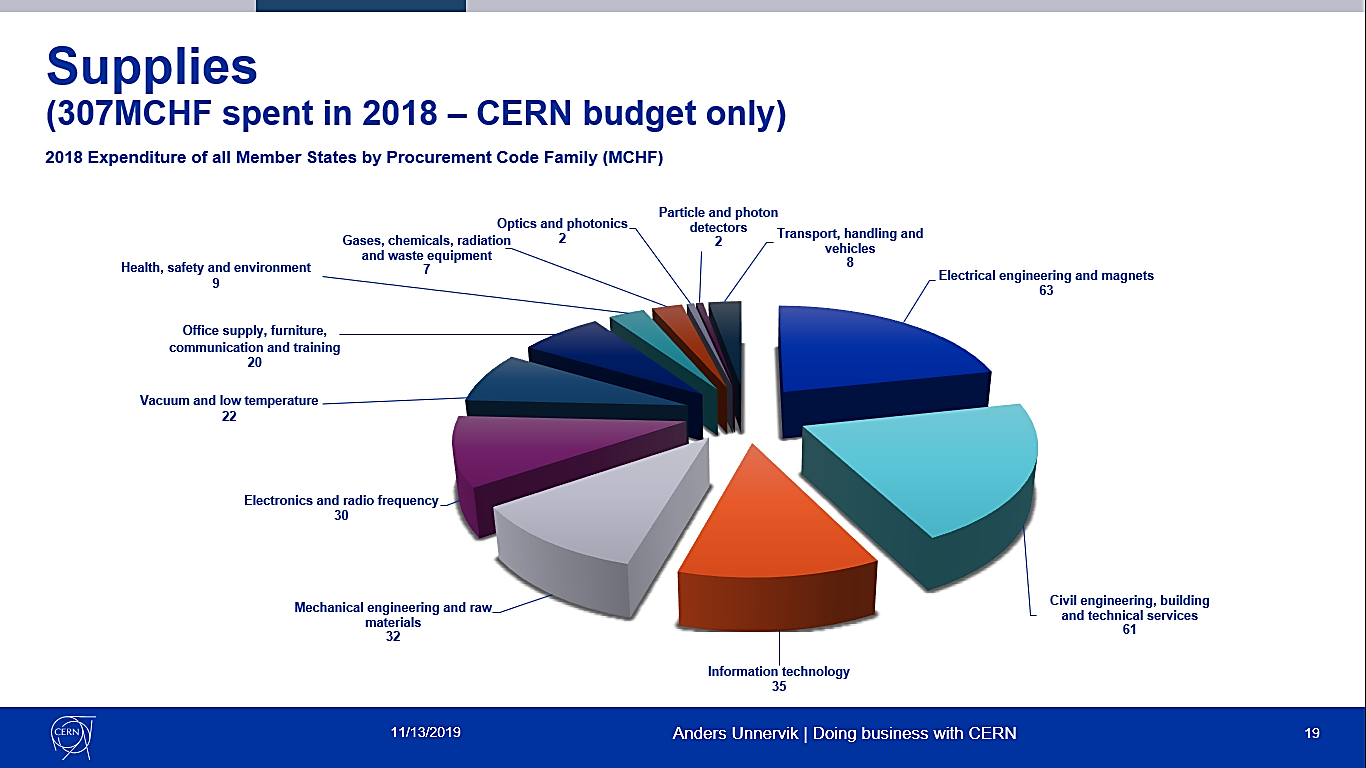 Supplies
(307MCHF spent in 2018 – CERN budget only)
2018 Expenditure of all Member States by Procurement Code Family (MCHF)
Particle and photon
detectors
2
Optics and photonics
2
Transport, handling and
vehicles
8
Gases, chemicals, radiation
and waste equipment
7
Health, safety and environment
9
Electrical engineering and magnets
63
Office supply, furniture,
communication and training
20
Vacuum and low temperature
22
Electronics and radio frequency
30
Civil engineering, building
and technical services
61
Mechanical engineering and raw
materials
32
Information technology
35
CERN
11/13/2019
Anders Unnervik | Doing business with CERN
19